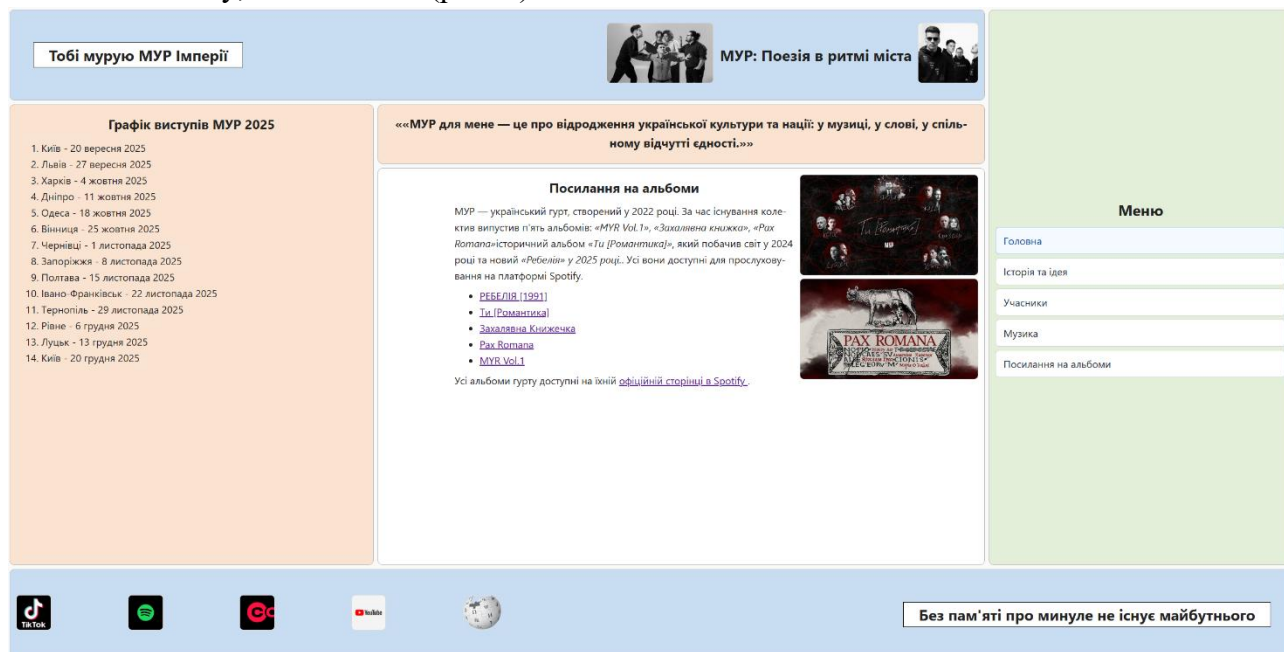 Тобі мурую МУР Імперії
МУР: Поезія в ритмі міста
Графік виступів МУР 2025
1. Київ - 20 вересня 2025
2. Львів - 27 вересня 2025
3. Харків - 4 жовтня 2025
4. Дніпро - 11 жовтня 2025
5. Одеса - 18 жовтня 2025
6. Вінниця - 25 жовтня 2025
7. Чернівці - 1 листопада 2025
8. Запоріжжя - 8 листопада 2025
9. Полтава - 15 листопада 2025
10. Івано-Франківськ - 22 листопада 2025
11. Тернопіль - 29 листопада 2025
12. Рівне - 6 грудня 2025
13. Луцьк - 13 грудня 2025
14. Київ - 20 грудня 2025
««МУР для мене — це про відродження української культури та нації: у музиці, у слові, у спіль-
ному відчутті єдності.»»
Посилання на альбоми
МУР — український гурт, створений у 2022 році. За час існування коле-
ктив випустив п'ять альбомів: «MYR Vol.1», «Захалявна книжка», «Pax
Romana»історичний альбом «Ти [Романтика]», який побачив світ у 2024
році та новий «Ребелія» у 2025 році.. Усі вони доступні для прослухову-
вання на платформі Spotify.
РЕБЕЛІЯ [1991]
Ти [Романтика]
Захалявна Книжечка
Pax Romana
MYR Vol.1
Усі альбоми гурту доступні на їхній офіційній сторінці в Spotify .
Ти [Романтика]
PAX ROMANA
Меню
Головна
Історія та ідея
Учасники
Музика
Посилання на альбоми
TikTok
YouTube
Без пам'яті про минуле не існує майбутнього